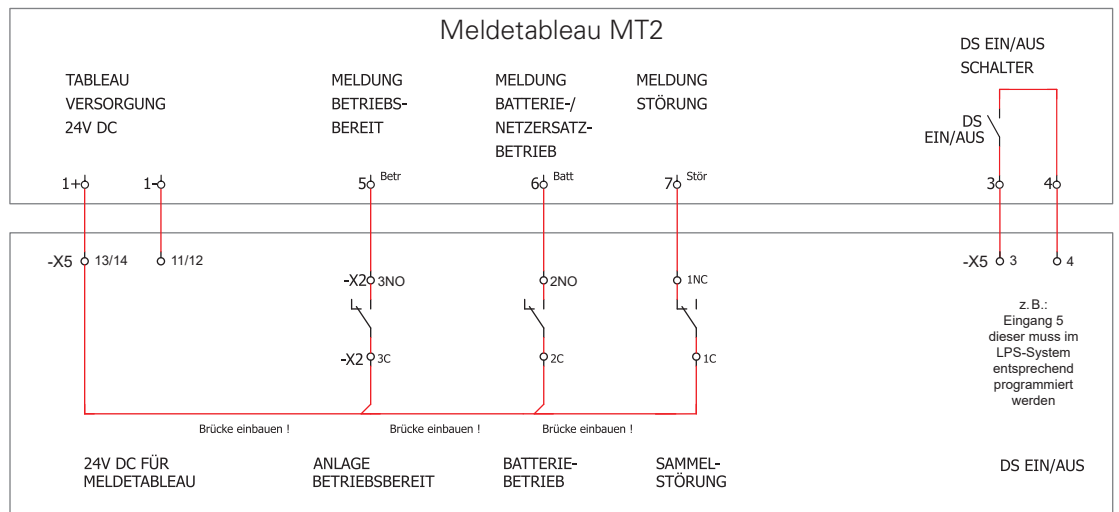 Meldetableau MT2
TABLEAU
VERSORGUNG
24V DC
MELDUNG
BETRIEBS-
BEREIT
MELDUNG
BATTERIE-/
NETZERSATZ-
BETRIEB
MELDUNG
STÖRUNG
DS EIN/AUS
SCHALTER
DS
EIN/AUS
1+
1-
5 Betr
6 Batt
7 Stör
3
4
-X5 13/14
11/12
-X2 3NO
2NO
1NC
-X5 3
4
-X2 3C
2C
1C
z.B.:
Eingang 5
dieser muss im
LPS-System
entsprechend
programmiert
werden
Brücke einbauen !
Brücke einbauen !
Brücke einbauen !
24V DC FÜR
MELDETABLEAU
ANLAGE
BETRIEBSBEREIT
BATTERIE-
BETRIEB
SAMMEL-
STÖRUNG
DS EIN/AUS